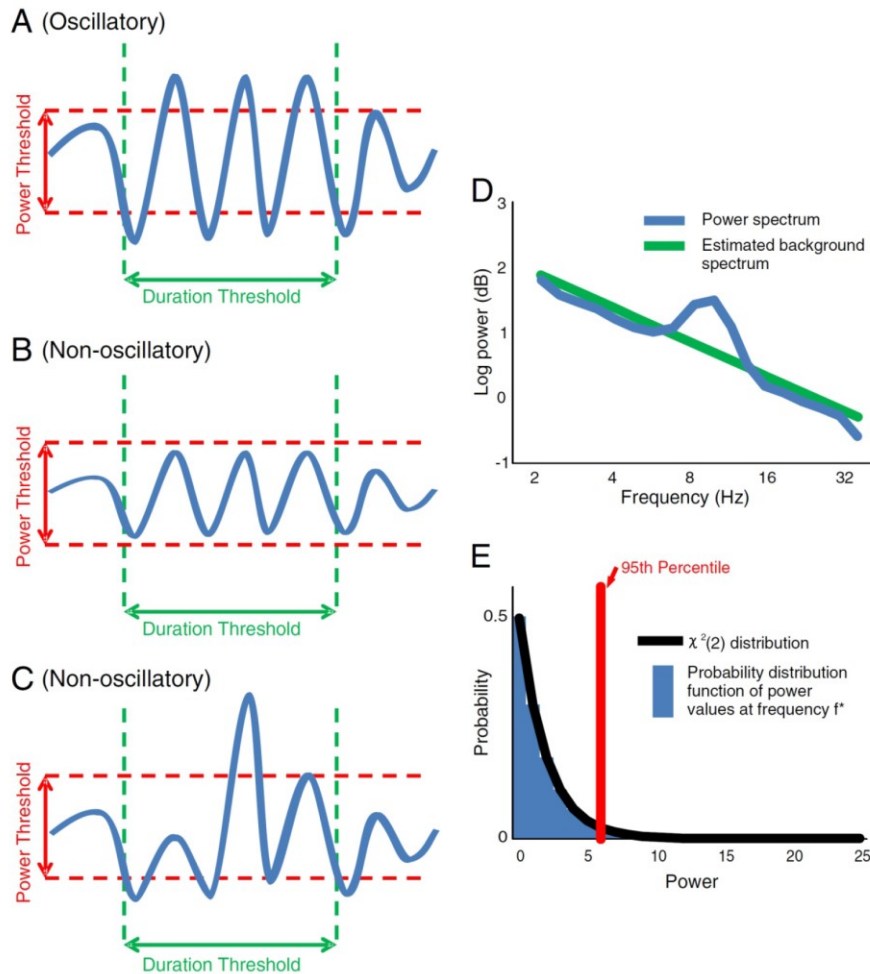 A (Oscillatory)
Power Threshold
Duration Threshold
B (Non-oscillatory)
Power Threshold
Duration Threshold
C (Non-oscillatory)
Power Threshold
Duration Threshold
D
3
2
1
0
-1
Log power (dB)
Power spectrum
Estimated background
spectrum
2 4 8 16 32
Frequency (Hz)
E
95th Percentile
0.5
0
Probability
χ²(2) distribution
Probability distribution
function of power
values at frequency f*
0 5 10 15 20 25
Power